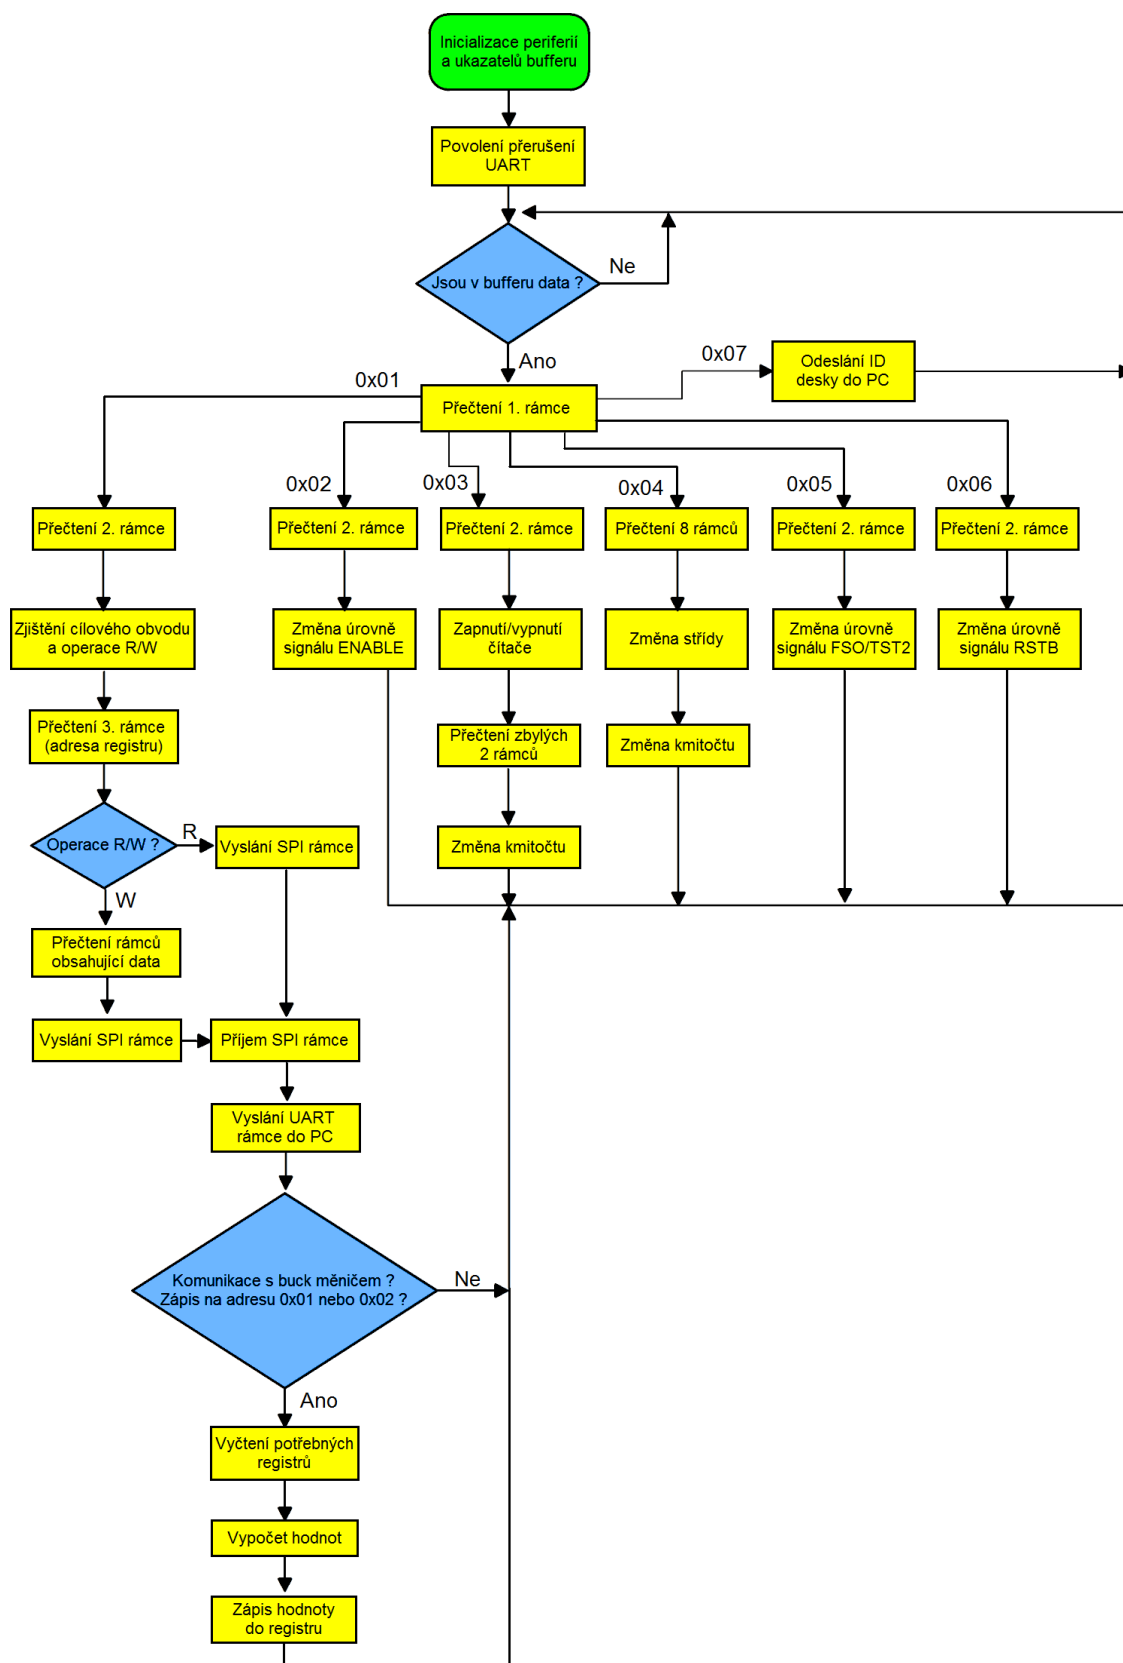 Inicializace periferií
a ukazatelů bufferu
Povolení přerušení
UART
Jsou v bufferu data ?
Ne
Ano
0x07
Odeslání ID
desky do PC
0x01
Přečtení 1. rámce
0x02
0x03
0x04
0x05
0x06
Přečtení 2. rámce
Přečtení 2. rámce
Přečtení 2. rámce
Přečtení 8 rámců
Přečtení 2. rámce
Přečtení 2. rámce
Zjištění cílového obvodu
a operace R/W
Změna úrovně
signálu ENABLE
Zapnutí/vypnutí
čítače
Změna střídy
Změna úrovně
signálu FSO/TST2
Změna úrovně
signálu RSTB
Přečtení 3. rámce
(adresa registru)
Přečtení zbylých
2 rámců
Změna kmitočtu
Operace R/W ?
R
Vyslání SPI rámce
Změna kmitočtu
W
Přečtení rámců
obsahující data
Vyslání SPI rámce
Příjem SPI rámce
Vyslání UART
rámce do PC
Komunikace s buck měničem ?
Zápis na adresu 0x01 nebo 0x02 ?
Ne
Ano
Vyčtení potřebných
registrů
Vypočet hodnot
Zápis hodnoty
do registru